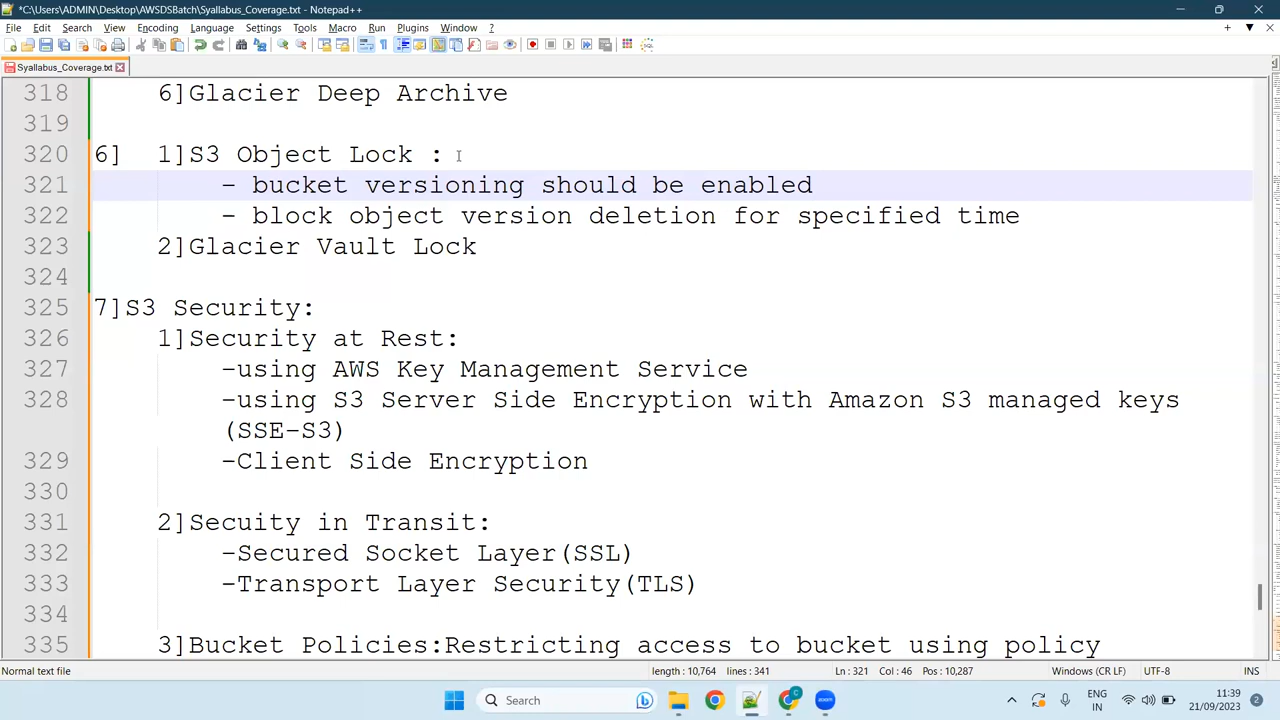 *C:\Users\ADMIN\Desktop\AWSDSBatch\Syallabus_Coverage.txt - Notepad++
File Edit Search View Encoding Language Settings Tools Macro Run Plugins Window ?
Syallabus_Coverage.txt
318 6]Glacier Deep Archive
319
320 6] 1]S3 Object Lock :
321 - bucket versioning should be enabled
322 - block object version deletion for specified time
323 2]Glacier Vault Lock
324
325 7]S3 Security:
326 1]Security at Rest:
327 -using AWS Key Management Service
328 -using S3 Server Side Encryption with Amazon S3 managed keys
(SSE-S3)
329 -Client Side Encryption
330
331 2]Secuity in Transit:
332 -Secured Socket Layer(SSL)
333 -Transport Layer Security(TLS)
334
335 3]Bucket Policies:Restricting access to bucket using policy
Normal text file length : 10,764 lines : 341 Ln : 321 Col : 46 Pos : 10,287 Windows (CR LF) UTF-8 INS
Search
ENG
IN
11:39
21/09/2023
2